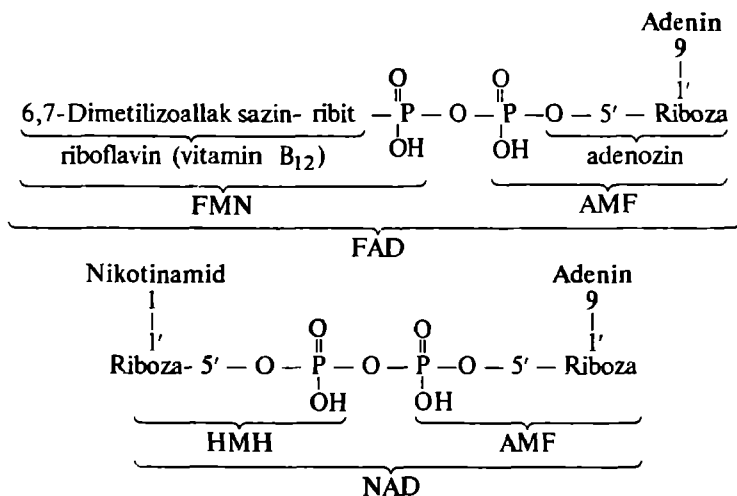 Adenin
9
O O 1'
6,7-Dimetilizoallak sazin- ribit — P — O — P — O — 5' — Riboza
OH OH
riboflavin (vitamin B₁₂) adenozin
FMN AMF
FAD
Nikotinamid Adenin
1 9
1' O O 1'
Riboza- 5' — O — P — O — P — O — 5' — Riboza
OH OH
HMH AMF
NAD